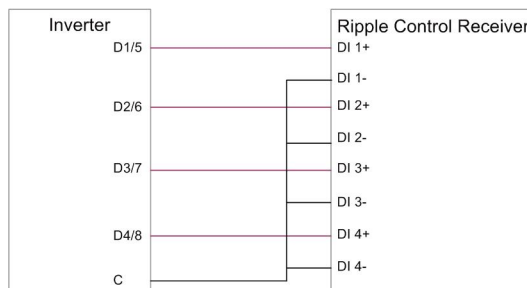 Inverter
Ripple Control Receiver
D1/5
DI 1+
DI 1-
D2/6
DI 2+
DI 2-
D3/7
DI 3+
DI 3-
D4/8
DI 4+
DI 4-
C